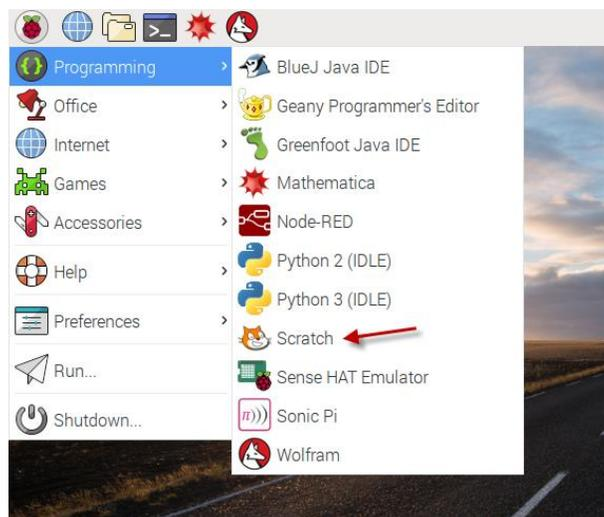 Programming
Office
Internet
Games
Accessories
Help
Preferences
Run...
Shutdown...
BlueJ Java IDE
Geany Programmer's Editor
Greenfoot Java IDE
Mathematica
Node-RED
Python 2 (IDLE)
Python 3 (IDLE)
Scratch
Sense HAT Emulator
π)))
Sonic Pi
Wolfram